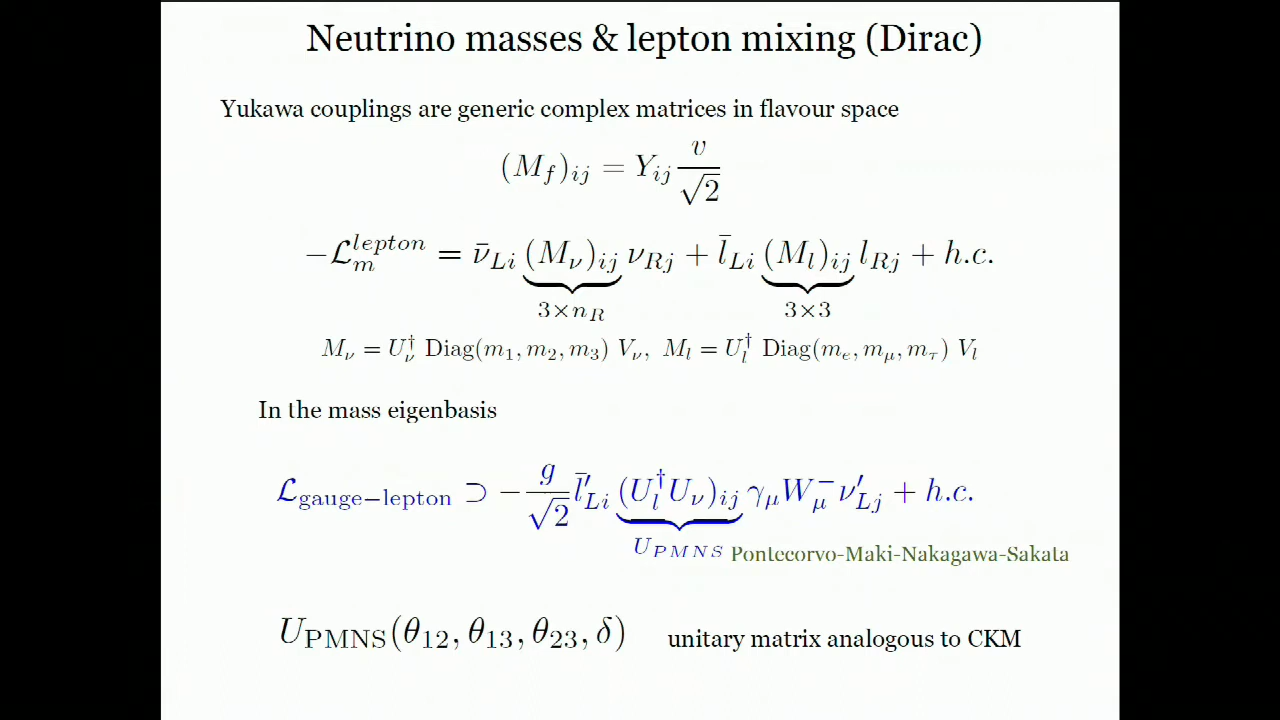 Neutrino masses & lepton mixing (Dirac)
Yukawa couplings are generic complex matrices in flavour space
$(M_f)_{ij} = Y_{ij} \frac{v}{\sqrt{2}}$
$-\mathcal{L}_m^{lepton} = \bar{\nu}_{Li} \underbrace{(M_\nu)_{ij}}_{3 \times n_R} \nu_{Rj} + \bar{l}_{Li} \underbrace{(M_l)_{ij}}_{3 \times 3} l_{Rj} + h.c.$
$M_\nu = U_\nu^\dagger \text{ Diag}(m_1, m_2, m_3) \ V_\nu, \ M_l = U_l^\dagger \text{ Diag}(m_e, m_\mu, m_\tau) \ V_l$
In the mass eigenbasis
$\mathcal{L}_{\text{gauge-lepton}} \supset -\frac{g}{\sqrt{2}} \bar{l}'_{Li} \underbrace{(U_l^\dagger U_\nu)_{ij}}_{U_{PMNS}} \gamma_\mu W_\mu^- \nu'_{Lj} + h.c.$
Pontecorvo-Maki-Nakagawa-Sakata
$U_{\text{PMNS}}(\theta_{12}, \theta_{13}, \theta_{23}, \delta)$ unitary matrix analogous to CKM